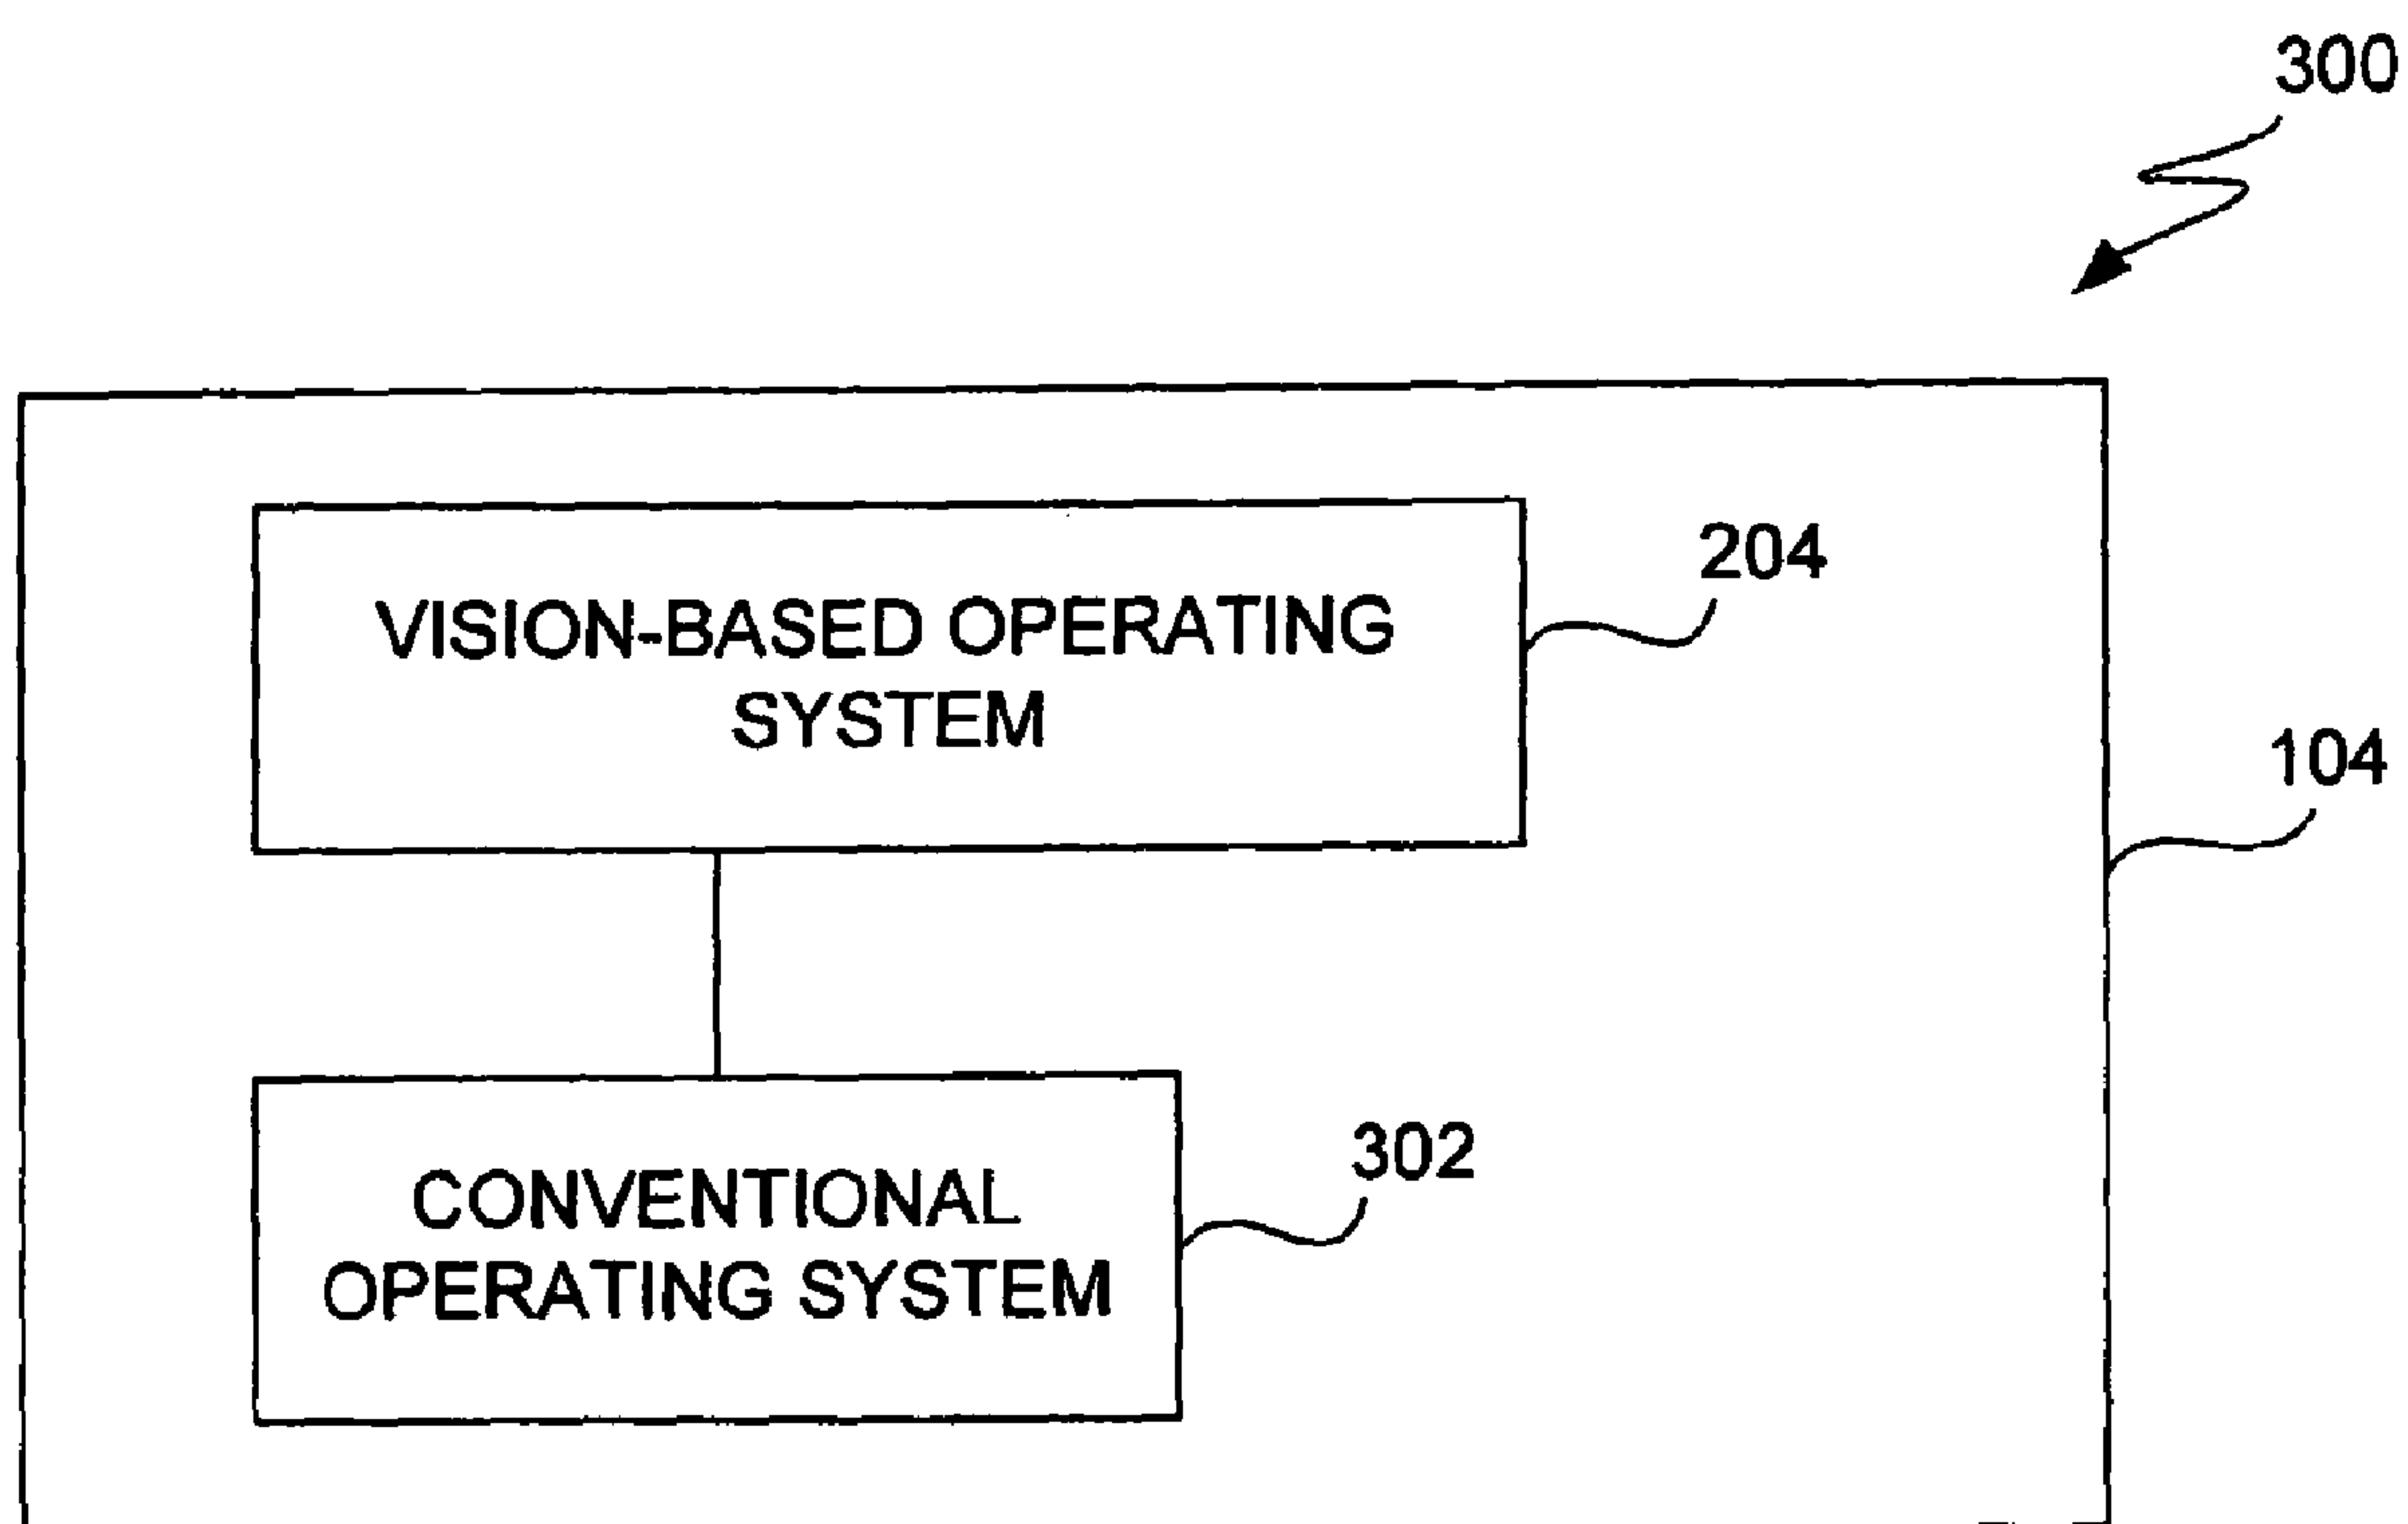 300
VISION-BASED OPERATING
SYSTEM
204
104
CONVENTIONAL
OPERATING SYSTEM
302